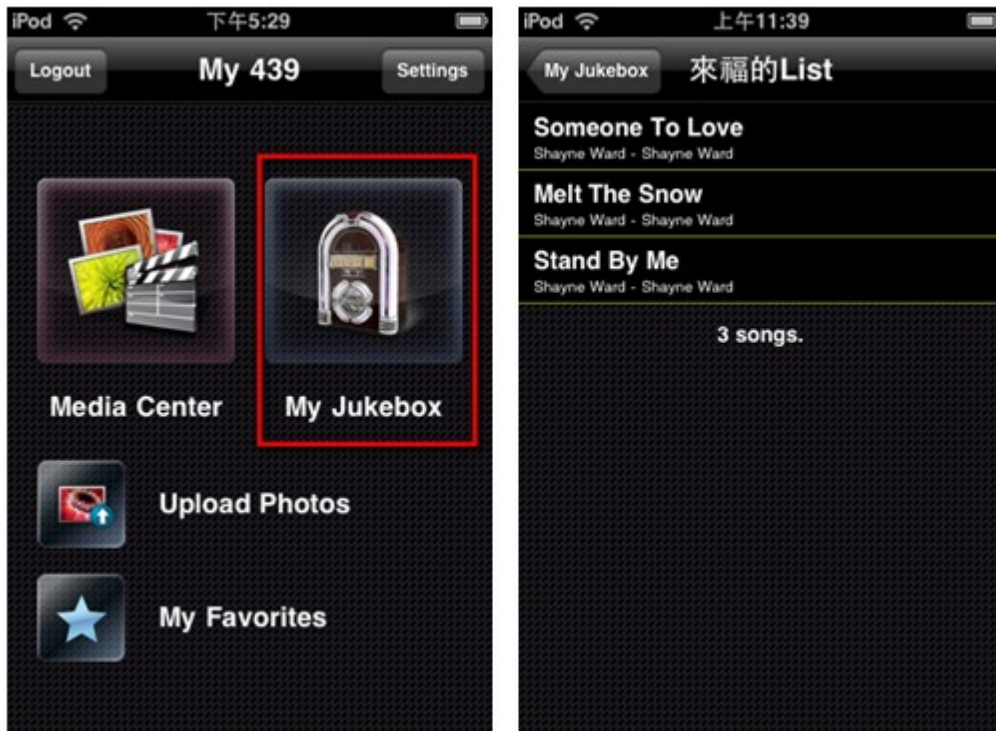 iPod 下午5:29
Logout My 439 Settings
Media Center My Jukebox
Upload Photos
My Favorites
iPod 上午11:39
My Jukebox 來福的List
Someone To Love
Shayne Ward - Shayne Ward
Melt The Snow
Shayne Ward - Shayne Ward
Stand By Me
Shayne Ward - Shayne Ward
3 songs.